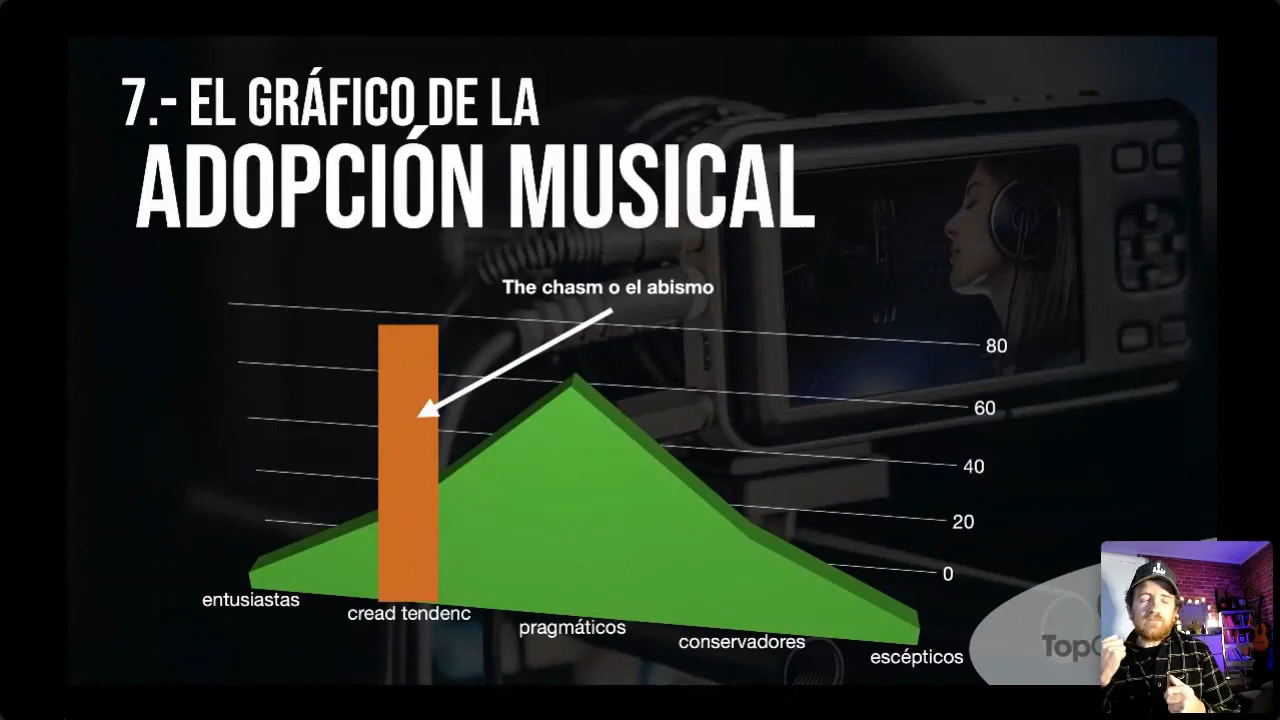 7.- EL GRÁFICO DE LA
ADOPCIÓN MUSICAL
The chasm o el abismo
80
60
40
20
0
entusiastas
cread tendenc
pragmáticos
conservadores
escépticos